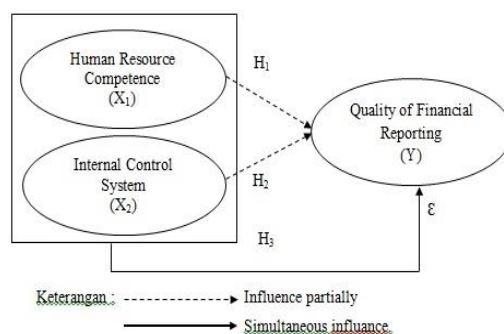 Human Resource
Competence
(X₁)
H₁
Quality of Financial
Reporting
(Y)
Internal Control
System
(X₂)
H₂
ε
H₃
Keterangan : Influence partially
Simultaneous influance.